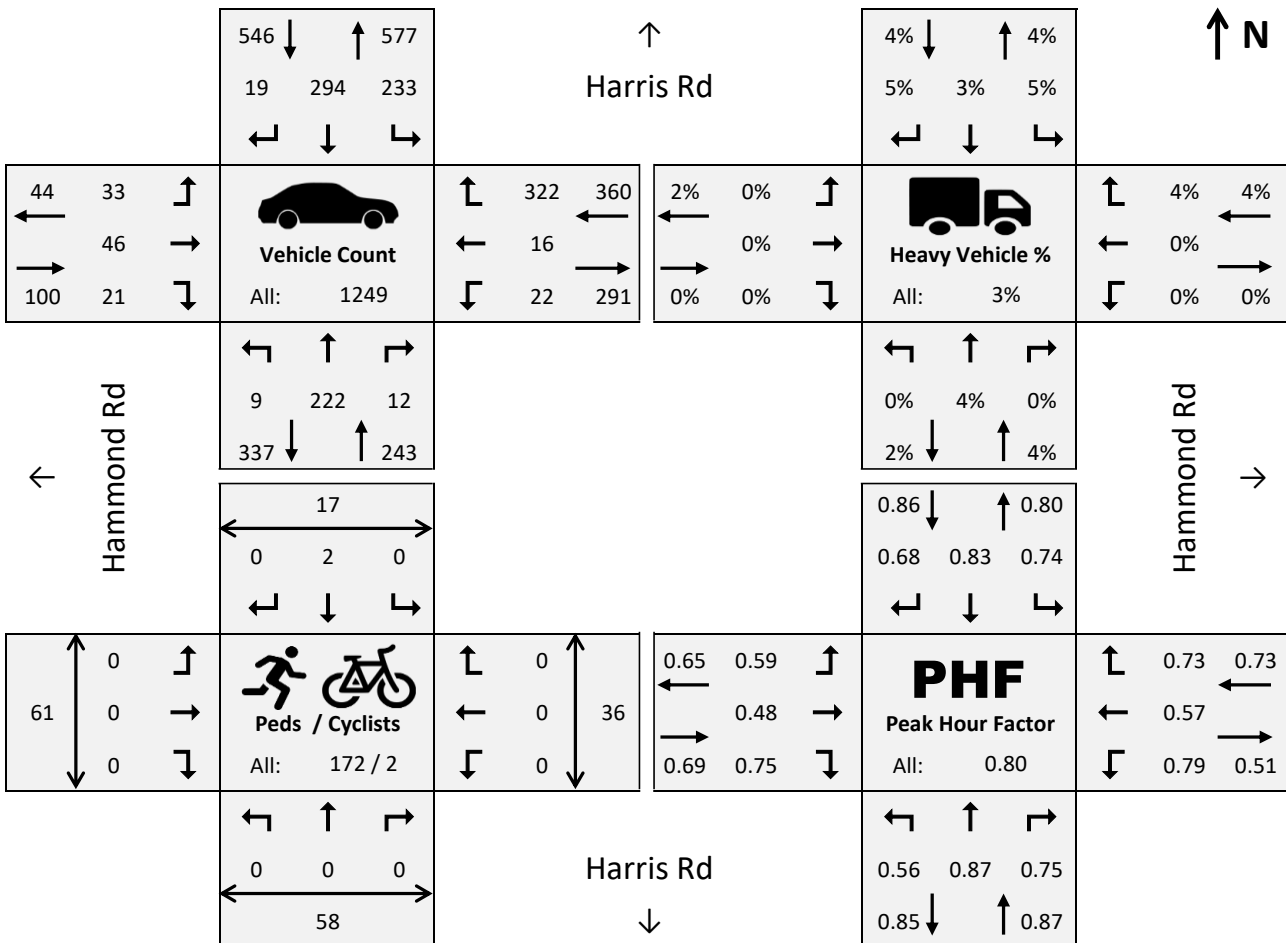 546 577 4% 4% N
Harris Rd
19 294 233 5% 3% 5%
44 33 322 360 2% 0% 4% 4%
46 16 0% 0%
Vehicle Count Heavy Vehicle %
100 21 All: 1249 22 291 0% 0% All: 3% 0% 0%
9 222 12 0% 4% 0%
337 243 2% 4%
Hammond Rd
Hammond Rd
17 0.86 0.80
0 2 0 0.68 0.83 0.74
0 0 0.65 0.59 PHF 0.73 0.73
61 0 0 36 0.48 0.57
Peds / Cyclists Peak Hour Factor
0 All: 172 / 2 0 0.69 0.75 All: 0.80 0.79 0.51
0 0 0 Harris Rd 0.56 0.87 0.75
58 0.85 0.87